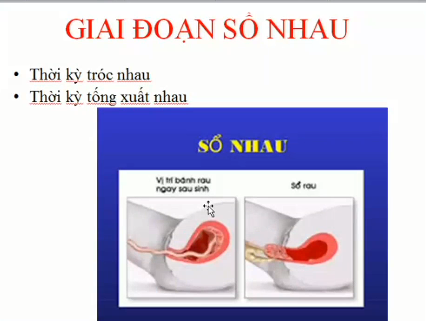 GIAI ĐOẠN SỔ NHAU
• Thời kỳ tróc nhau
• Thời kỳ tống xuất nhau
SỔ NHAU
Vị trí bánh rau
ngay sau sinh
Sổ rau